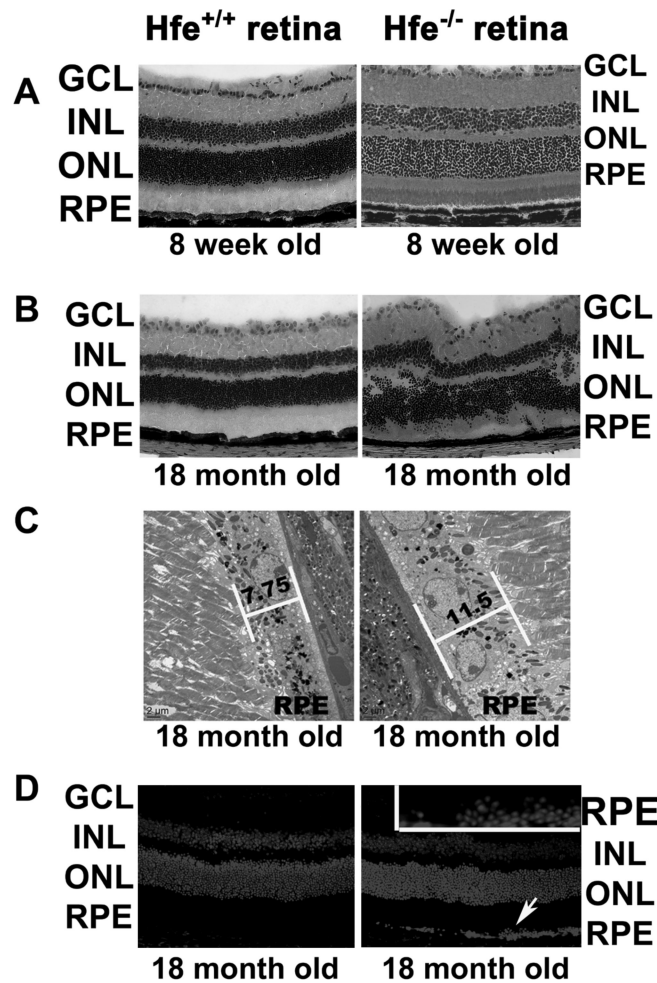 Hfe+/+ retina Hfe-/- retina
A
GCL
INL
ONL
RPE
GCL
INL
ONL
RPE
8 week old 8 week old
B
GCL
INL
ONL
RPE
GCL
INL
ONL
RPE
18 month old 18 month old
C
7.75
RPE
2 µm
11.5
RPE
2 µm
18 month old 18 month old
D
GCL
INL
ONL
RPE
RPE
INL
ONL
RPE
18 month old 18 month old